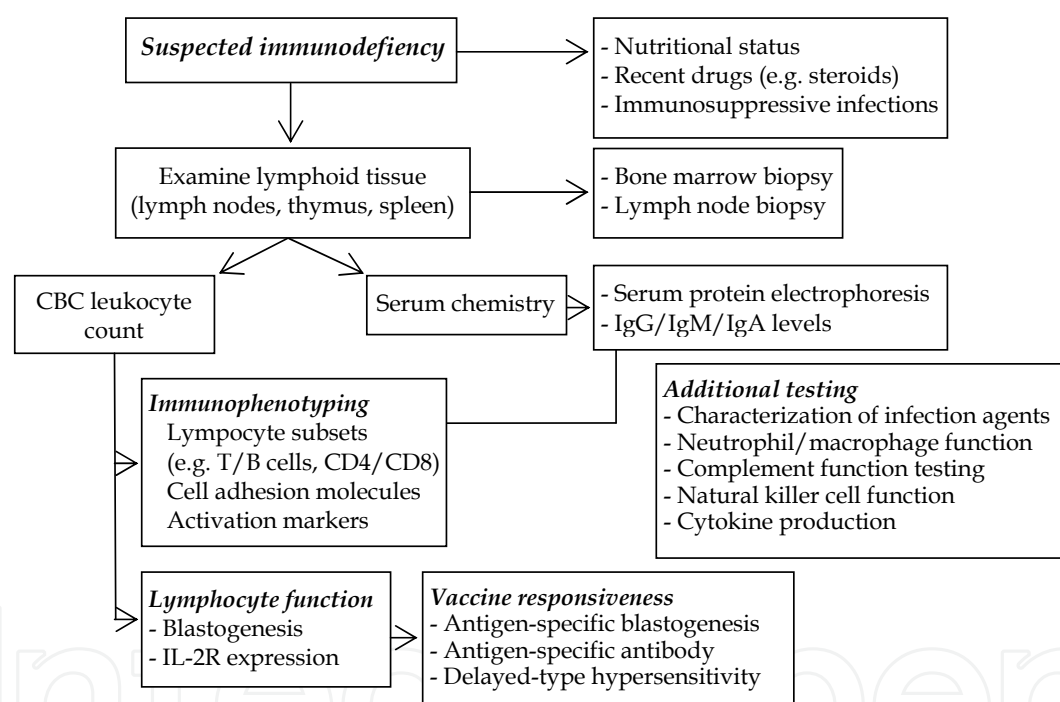 Suspected immunodefiency
- Nutritional status
- Recent drugs (e.g. steroids)
- Immunosuppressive infections
Examine lymphoid tissue
(lymph nodes, thymus, spleen)
- Bone marrow biopsy
- Lymph node biopsy
CBC leukocyte
count
Serum chemistry
- Serum protein electrophoresis
- IgG/IgM/IgA levels
Immunophenotyping
Lympocyte subsets
(e.g. T/B cells, CD4/CD8)
Cell adhesion molecules
Activation markers
Additional testing
- Characterization of infection agents
- Neutrophil/macrophage function
- Complement function testing
- Natural killer cell function
- Cytokine production
Lymphocyte function
- Blastogenesis
- IL-2R expression
Vaccine responsiveness
- Antigen-specific blastogenesis
- Antigen-specific antibody
- Delayed-type hypersensitivity